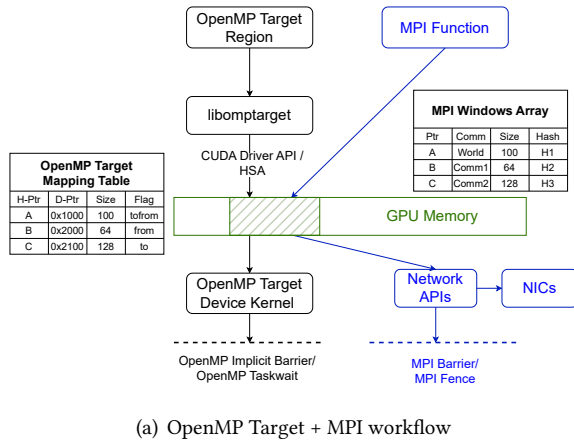 OpenMP Target
Region
MPI Function
libomptarget
CUDA Driver API /
HSA
MPI Windows Array
Ptr Comm Size Hash
A World 100 H1
B Comm1 64 H2
C Comm2 128 H3
OpenMP Target
Mapping Table
H-Ptr D-Ptr Size Flag
A 0x1000 100 tofrom
B 0x2000 64 from
C 0x2100 128 to
GPU Memory
OpenMP Target
Device Kernel
Network
APIs
NICs
OpenMP Implicit Barrier/
OpenMP Taskwait
MPI Barrier/
MPI Fence
(a) OpenMP Target + MPI workflow